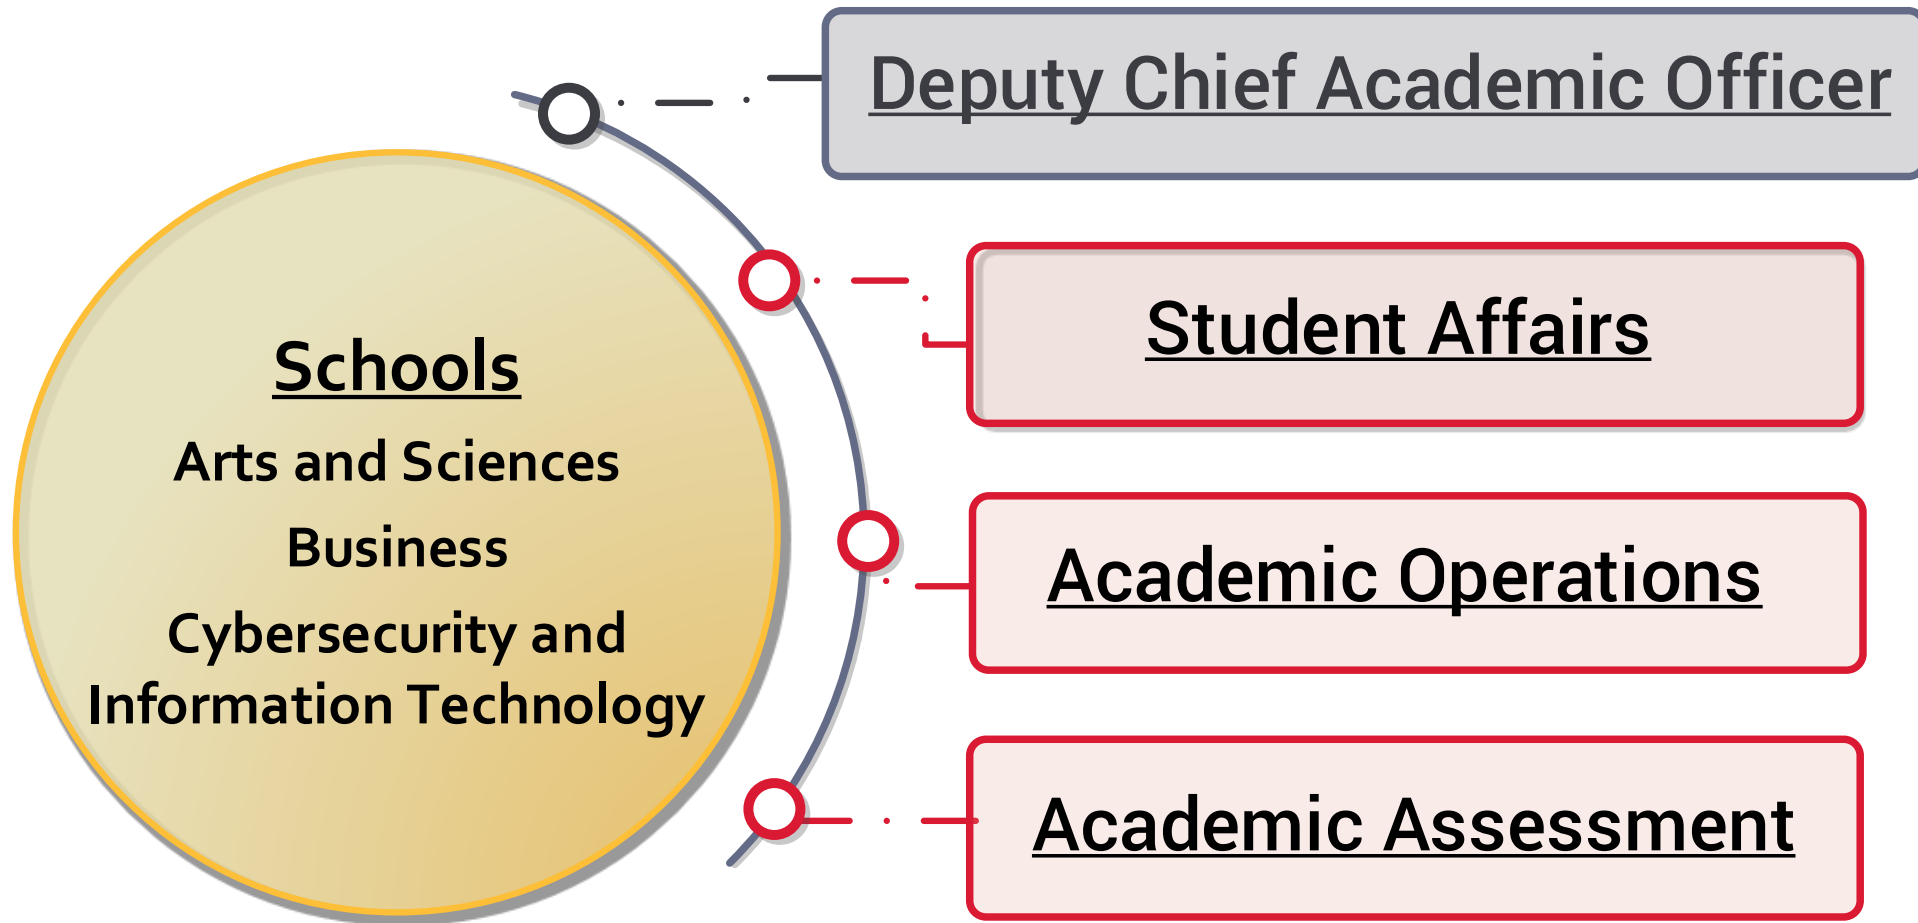 Deputy Chief Academic Officer
Student Affairs
Schools
Arts and Sciences
Business
Cybersecurity and
Information Technology
Academic Operations
Academic Assessment